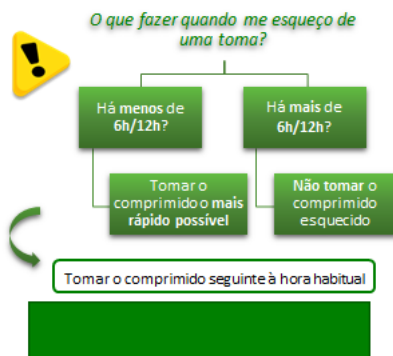 O que fazer quando me esqueço de
uma toma?
Há menos de
6h/12h?
Há mais de
6h/12h?
Tomar o
comprimido o mais
rápido possível
Não tomar o
comprimido
esquecido
Tomar o comprimido seguinte à hora habitual